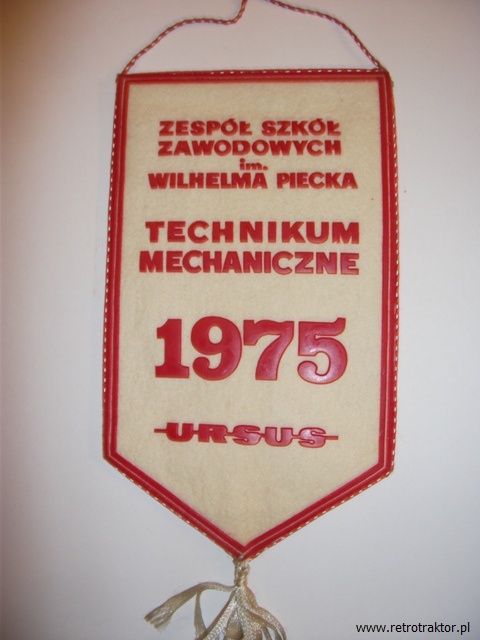 ZESPÓŁ SZKÓŁ
ZAWODOWYCH
im.
WILHELMA PIECKA
TECHNIKUM
MECHANICZNE
1975
URSUS
www.retrotraktor.pl